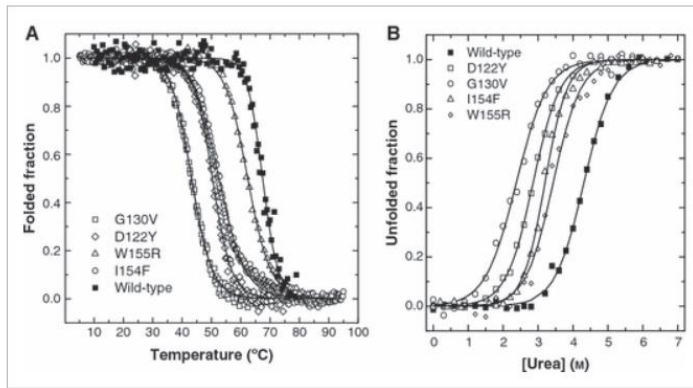 A
Folded fraction
1.0
0.8
0.6
0.4
0.2
0.0
G130V
D122Y
W155R
I154F
Wild-type
10 20 30 40 50 60 70 80 90 100
Temperature (°C)
B
Unfolded fraction
1.0
0.8
0.6
0.4
0.2
0.0
Wild-type
D122Y
G130V
I154F
W155R
0 1 2 3 4 5 6 7
[Urea] (M)